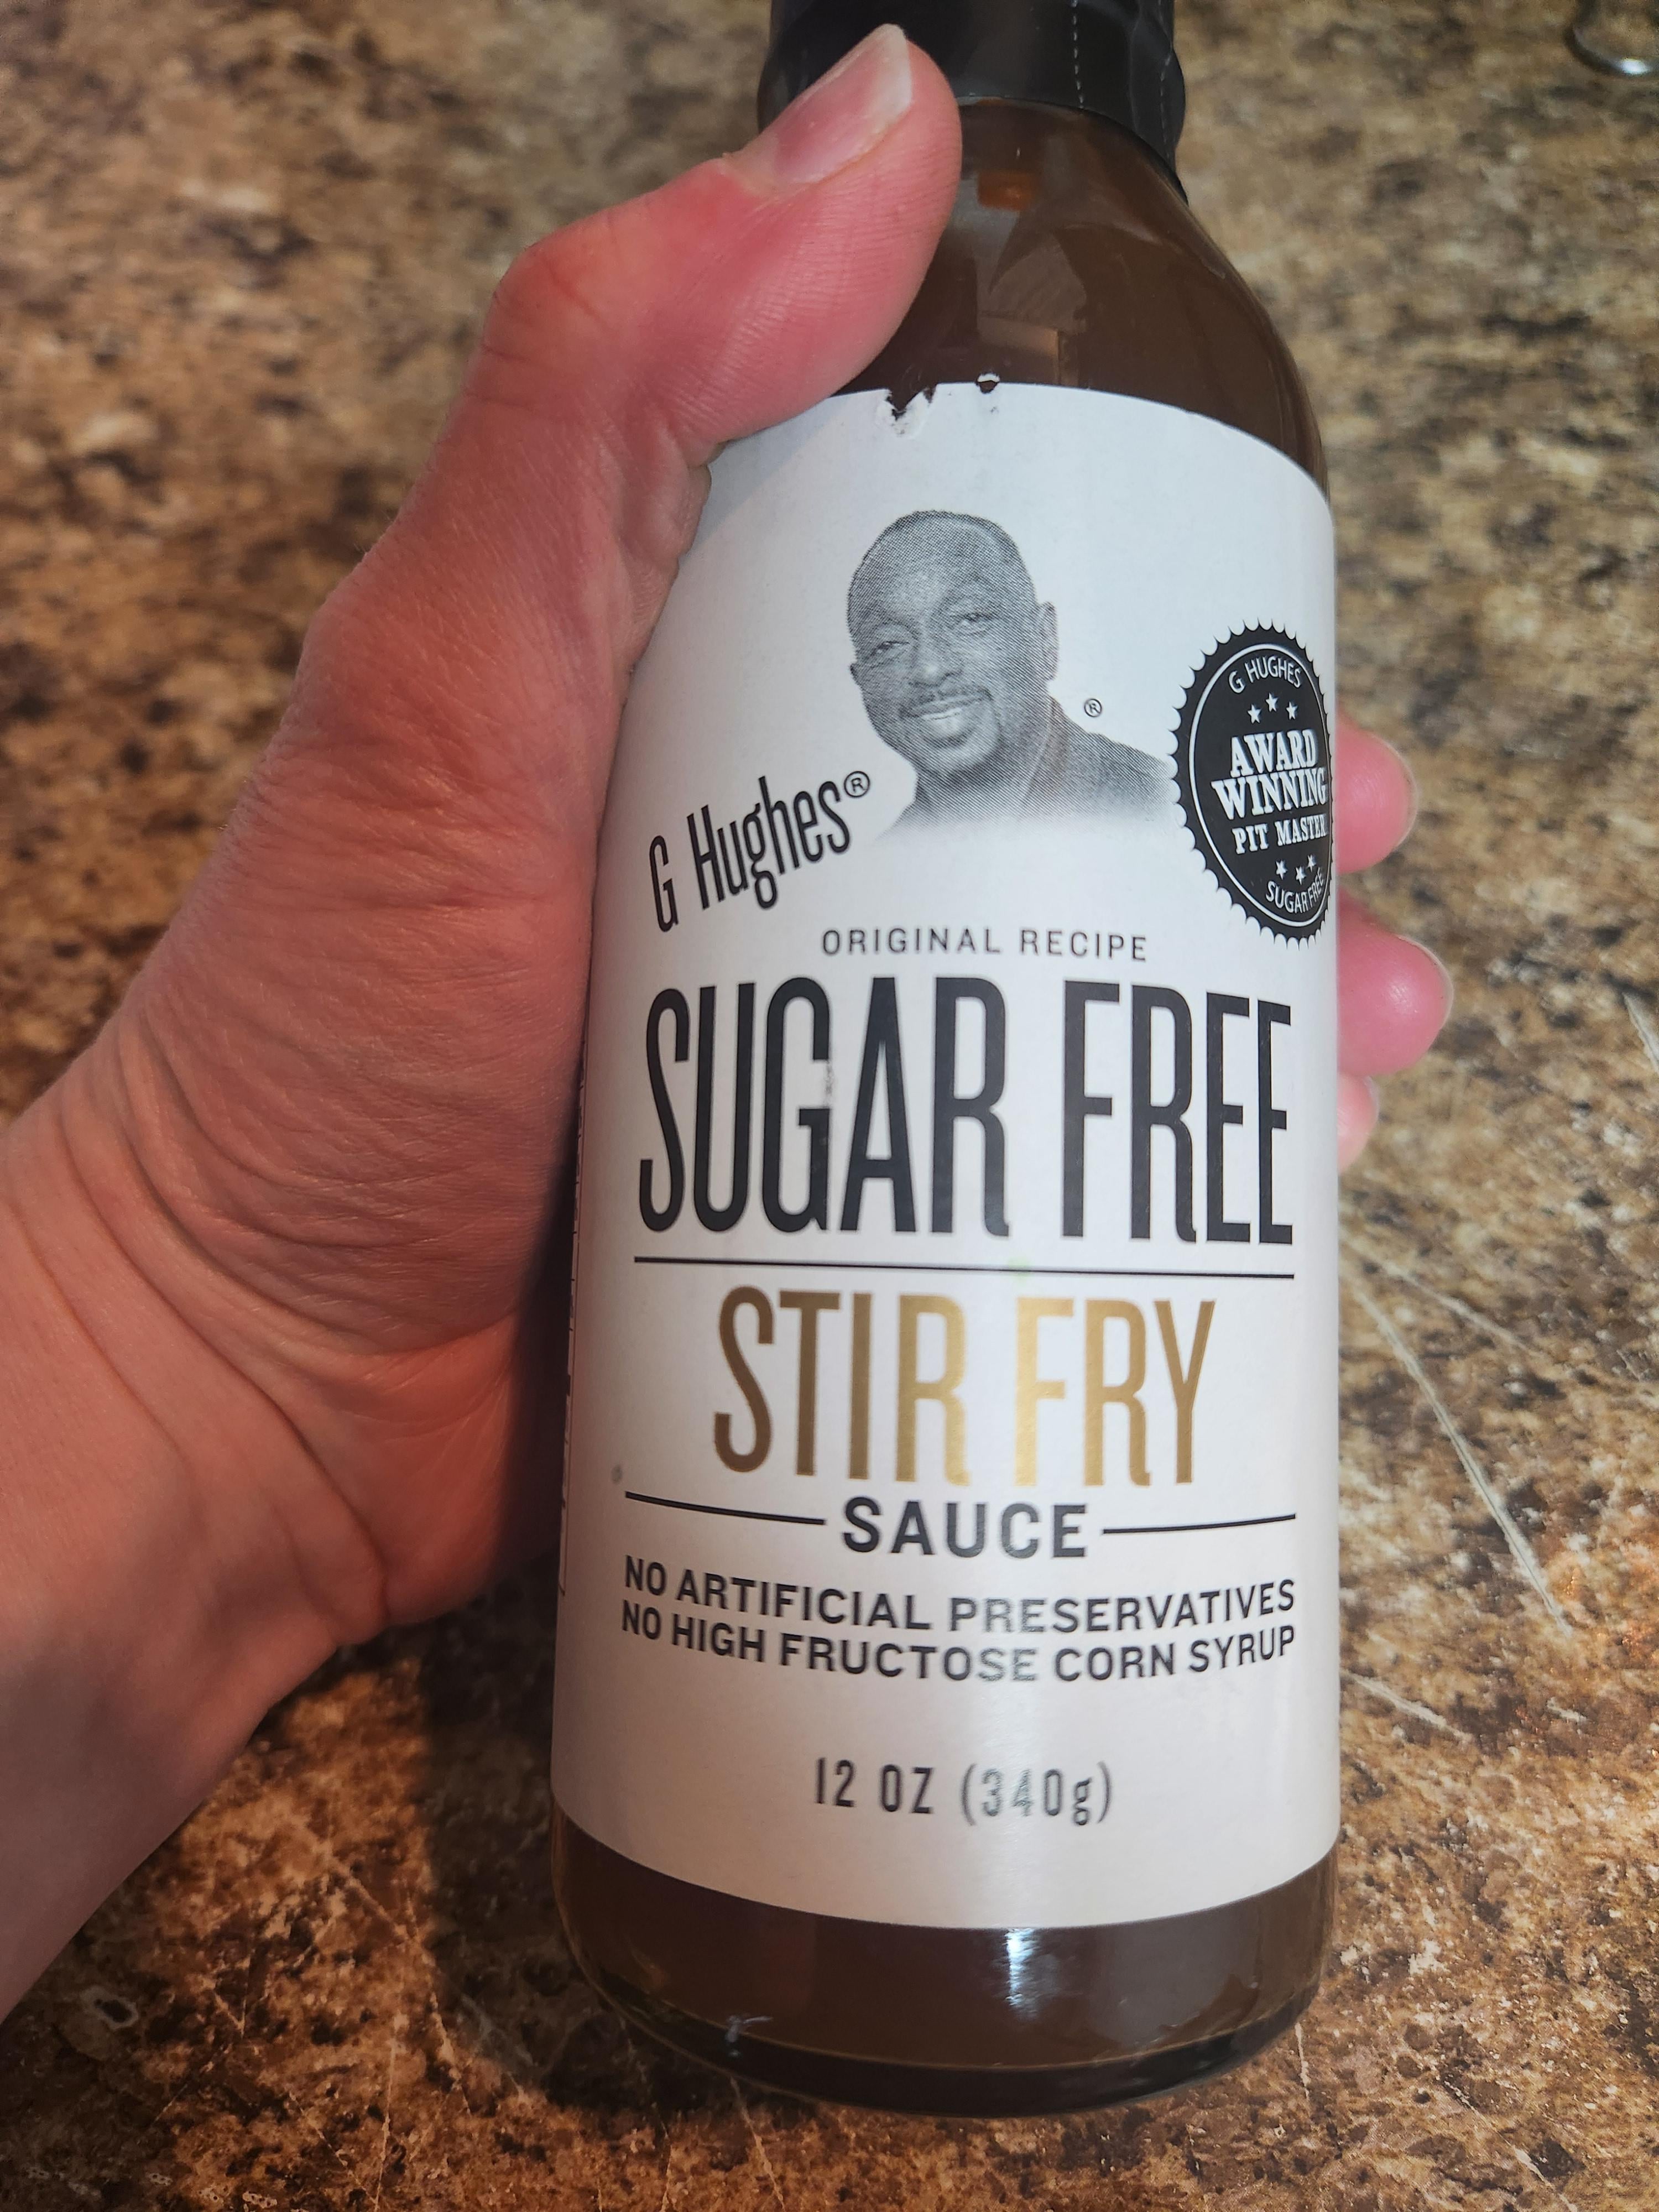 G Hughes®
®
G HUGHES
AWARD
WINNING
PIT MASTER
SUGAR FREE
ORIGINAL RECIPE
SUGAR FREE
STIR FRY
SAUCE
NO ARTIFICIAL PRESERVATIVES
NO HIGH FRUCTOSE CORN SYRUP
12 OZ (340g)